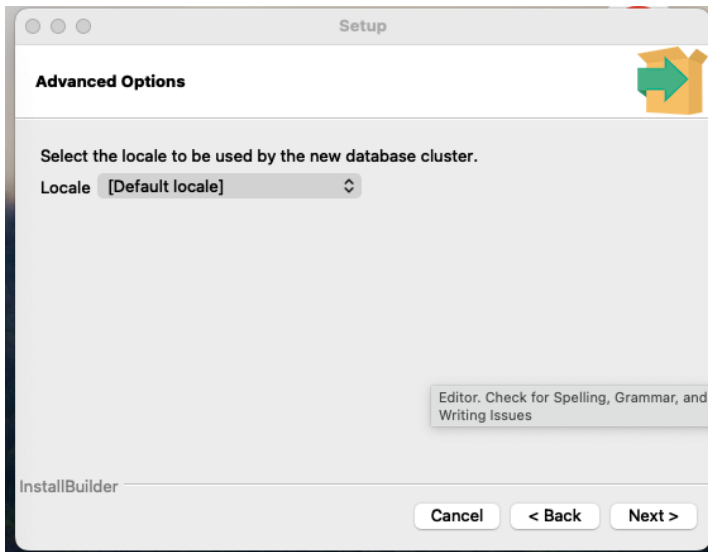 Setup
Advanced Options
Select the locale to be used by the new database cluster.
Locale [Default locale]
Editor. Check for Spelling, Grammar, and
Writing Issues
InstallBuilder
Cancel < Back Next >